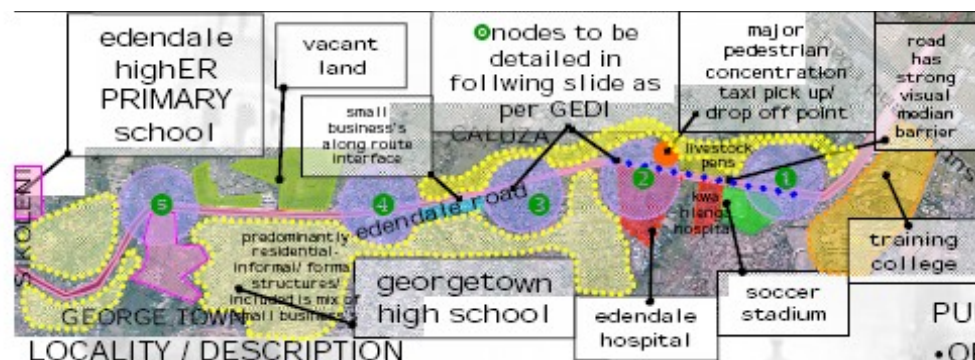 edendale
highER
PRIMARY
school
vacant
land
small
business's
along route
interface
nodes to be
detailed in
follwing slide as
per GEDI
CALUZA
major
pedestrian
concentration
taxi pick up/
drop off point
road
has
strong
visual
median
barrier
livestock
pens
1
2
3
4
5
edendale road
kwa
hlengi
hospital
predominantly
residential-
informal/ formal
structures/
included is mix of
small business's
georgetown
high school
edendale
hospital
soccer
stadium
training
college
GEORGE TOWN
LOCALITY / DESCRIPTION
PU